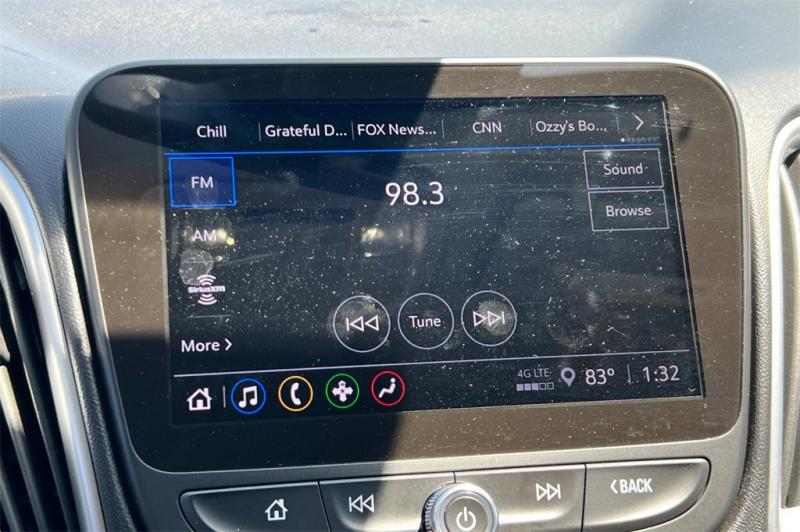 Chill Grateful D... FOX News... CNN Ozzy's Bo...
FM 98.3 Sound
AM Browse
SiriusXM
Tune
More
4G LTE 83° 1:32
BACK